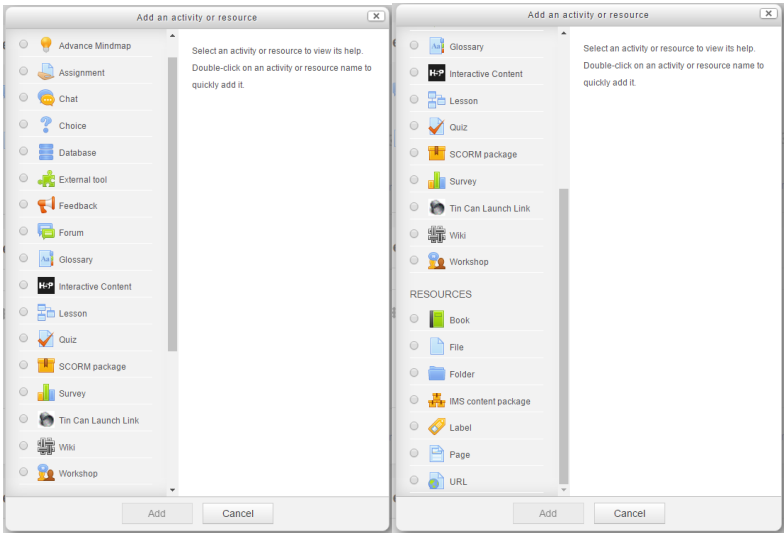 Add an activity or resource
Advance Mindmap
Assignment
Chat
Choice
Database
External tool
Feedback
Forum
Glossary
H-P Interactive Content
Lesson
Quiz
SCORM package
Survey
Tin Can Launch Link
Wiki
Workshop
Select an activity or resource to view its help.
Double-click on an activity or resource name to
quickly add it.
Add
Cancel
Add an activity or resource
Glossary
H-P Interactive Content
Lesson
Quiz
SCORM package
Survey
Tin Can Launch Link
Wiki
Workshop
RESOURCES
Book
File
Folder
IMS content package
Label
Page
URL
Select an activity or resource to view its help.
Double-click on an activity or resource name to
quickly add it.
Add
Cancel